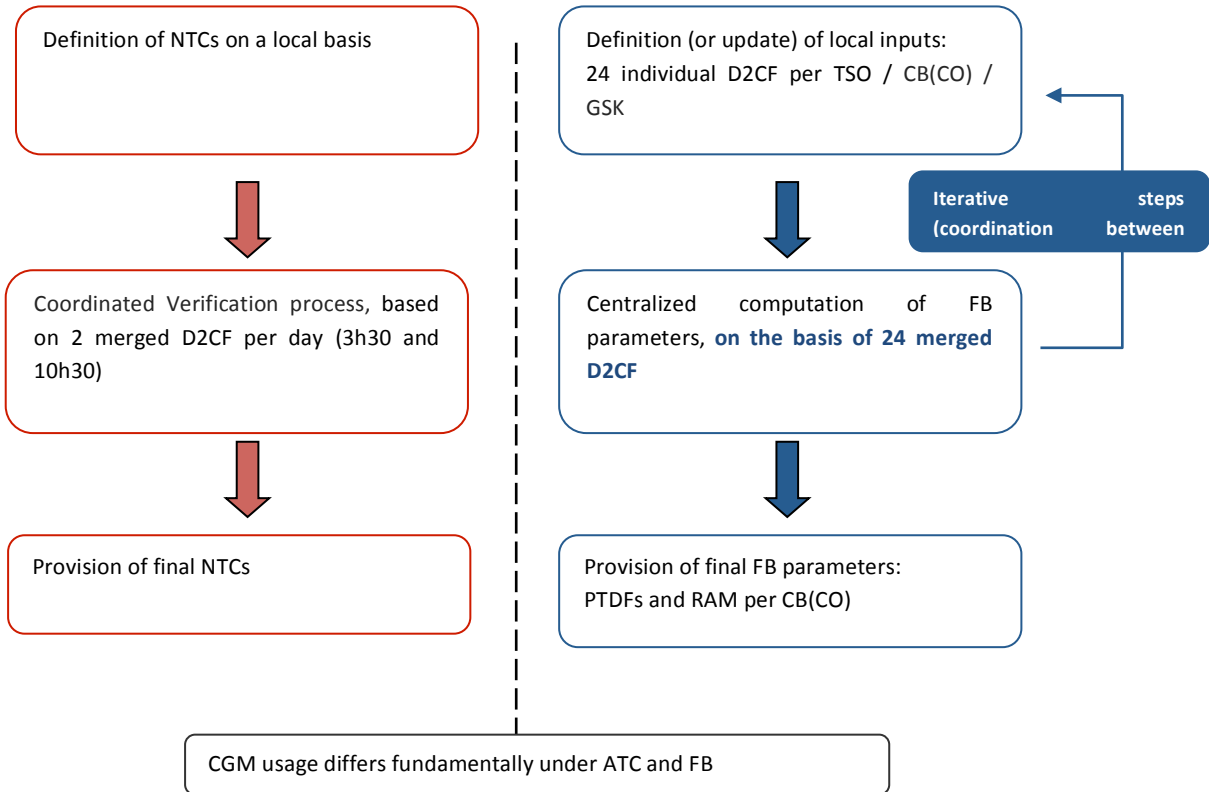 Definition of NTCs on a local basis
Coordinated Verification process, based
on 2 merged D2CF per day (3h30 and
10h30)
Provision of final NTCs
Definition (or update) of local inputs:
24 individual D2CF per TSO / CB(CO) /
GSK
Iterative steps
(coordination between
Centralized computation of FB
parameters, on the basis of 24 merged
D2CF
Provision of final FB parameters:
PTDFs and RAM per CB(CO)
CGM usage differs fundamentally under ATC and FB